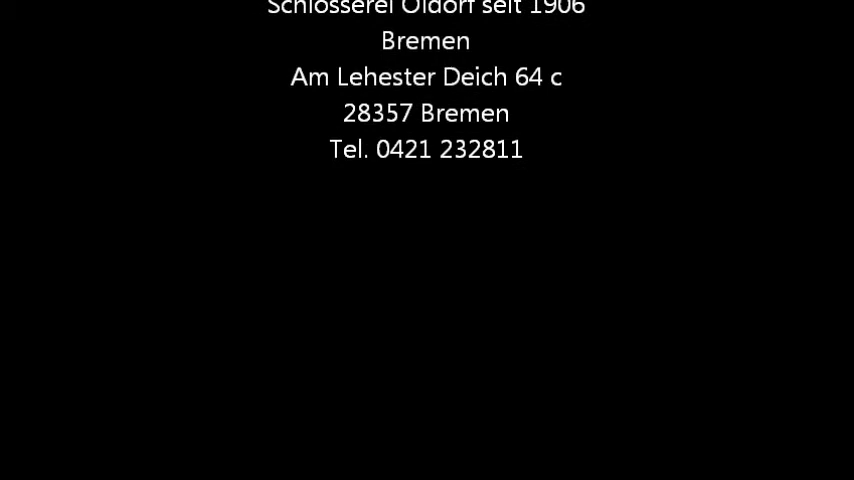 Schlosserei Oldorf seit 1906
Bremen
Am Lehester Deich 64 c
28357 Bremen
Tel. 0421 232811